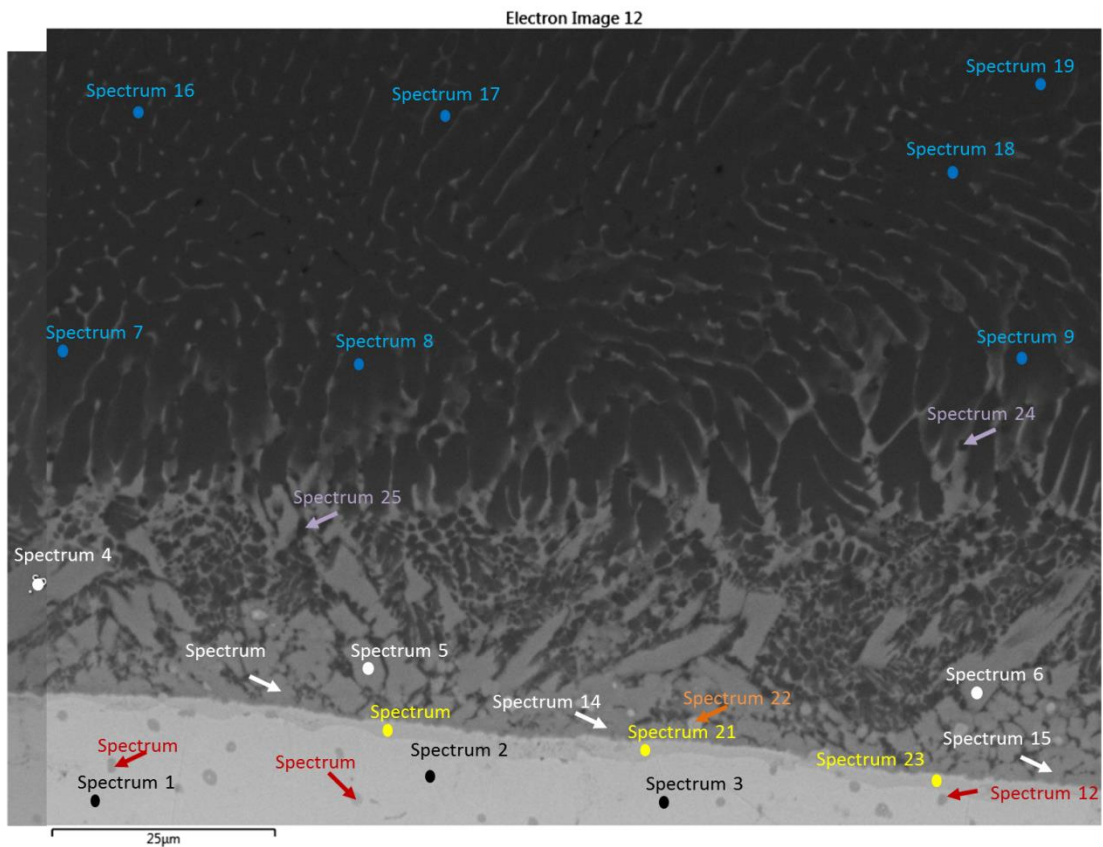 Electron Image 12
Spectrum 19
Spectrum 16
Spectrum 17
Spectrum 18
Spectrum 7
Spectrum 8
Spectrum 9
Spectrum 24
Spectrum 25
Spectrum 4
Spectrum
Spectrum 5
Spectrum 6
Spectrum 14
Spectrum 22
Spectrum
Spectrum 21
Spectrum 15
Spectrum
Spectrum 2
Spectrum
Spectrum 23
Spectrum 1
Spectrum 3
Spectrum 12
25µm